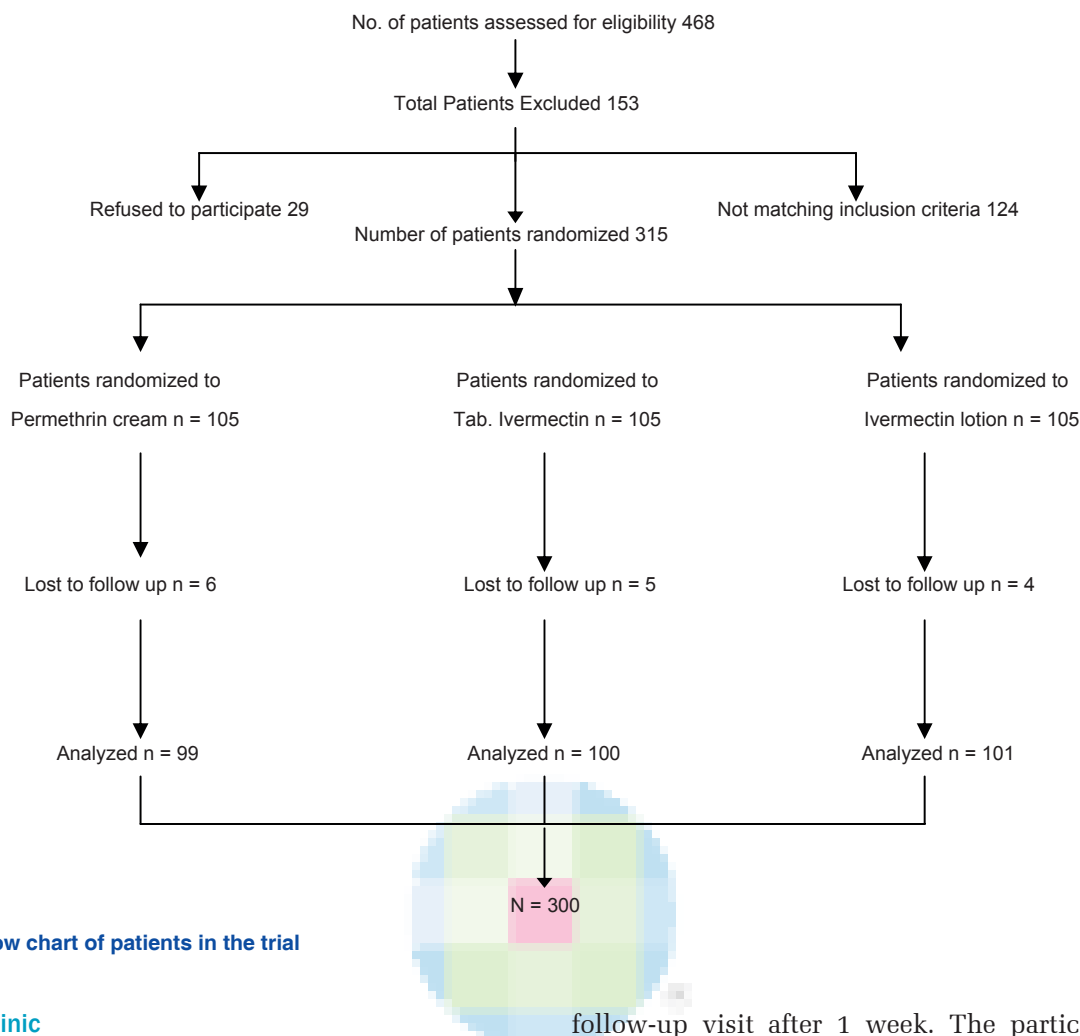 No. of patients assessed for eligibility 468
Total Patients Excluded 153
Refused to participate 29
Not matching inclusion criteria 124
Number of patients randomized 315
Patients randomized to
Permethrin cream n = 105
Patients randomized to
Tab. Ivermectin n = 105
Patients randomized to
Ivermectin lotion n = 105
Lost to follow up n = 6
Lost to follow up n = 5
Lost to follow up n = 4
Analyzed n = 99
Analyzed n = 100
Analyzed n = 101
N = 300
chart of patients in the trial
follow-up visit after 1 week. The